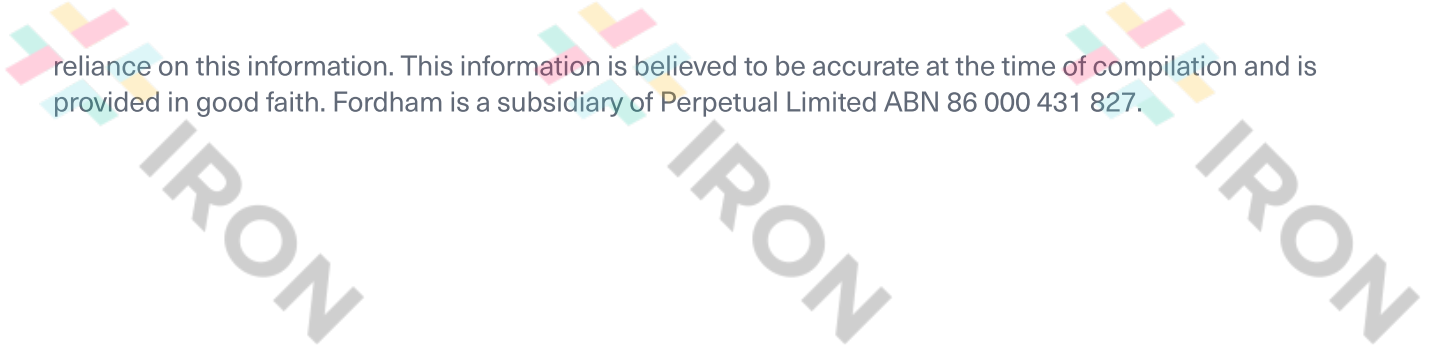 reliance on this information. This information is believed to be accurate at the time of compilation and is
provided in good faith. Fordham is a subsidiary of Perpetual Limited ABN 86 000 431 827.
IRON IRON IRON